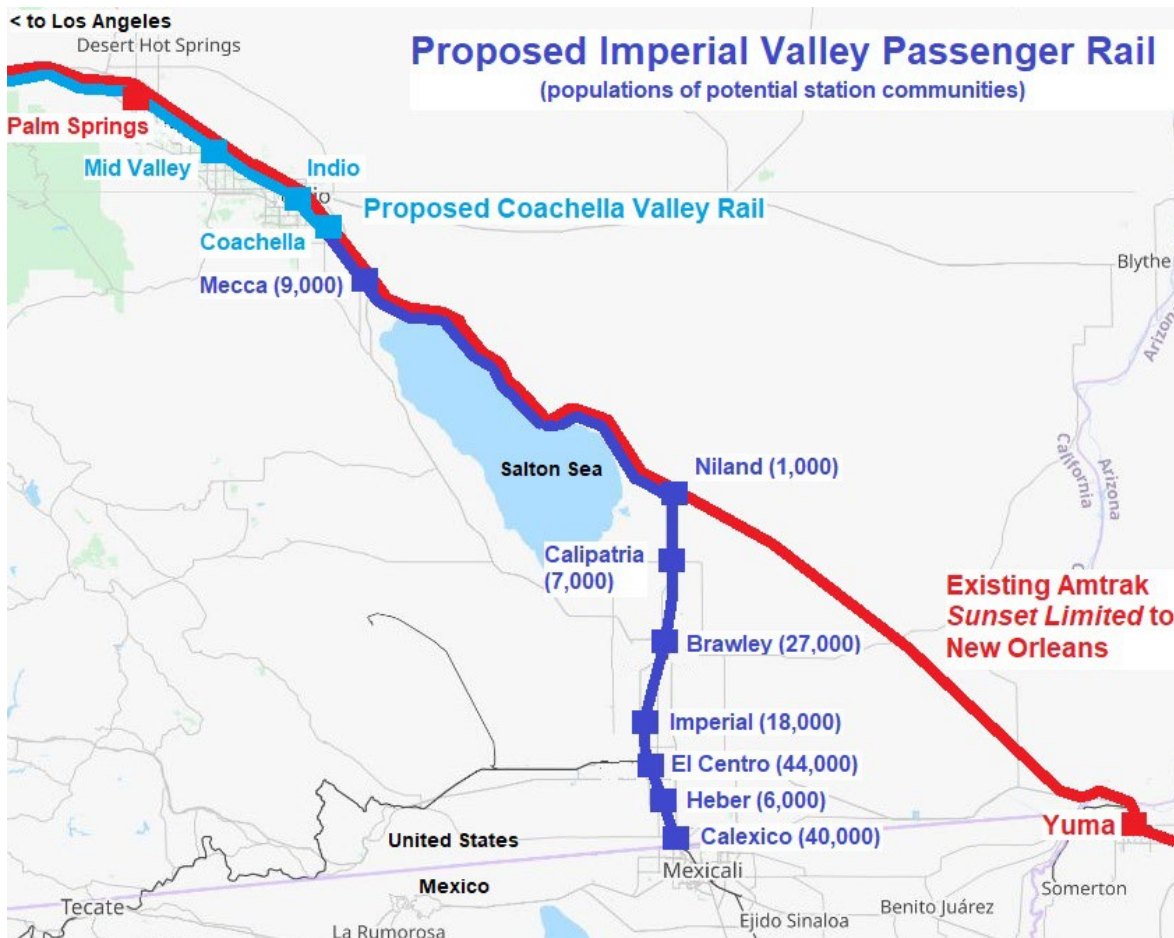 < to Los Angeles
Desert Hot Springs
Proposed Imperial Valley Passenger Rail
(populations of potential station communities)
Palm Springs
Mid Valley
Indio
Proposed Coachella Valley Rail
Coachella
Mecca (9,000)
Blythe
Arizona
California
Arizona
Salton Sea
Niland (1,000)
Calipatria
(7,000)
Existing Amtrak
Sunset Limited to
New Orleans
Brawley (27,000)
Imperial (18,000)
El Centro (44,000)
Heber (6,000)
Calexico (40,000)
Yuma
United States
Mexico
Mexicali
Somerton
Tecate
Benito Juárez
Ejido Sinaloa
La Rumorosa